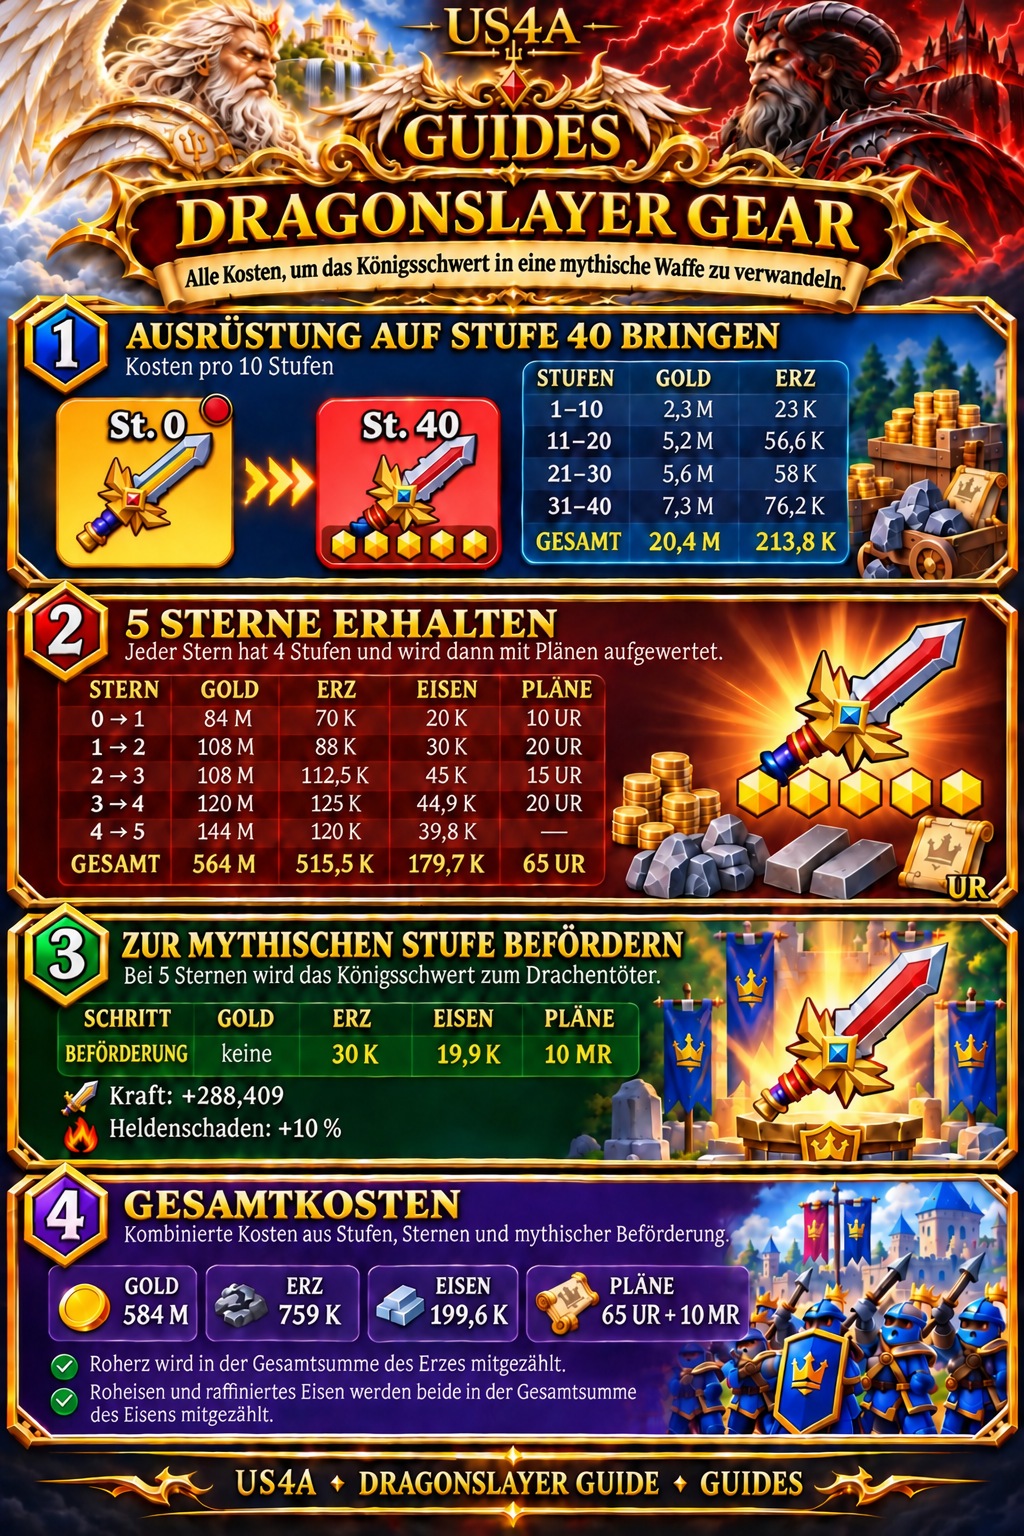 US4A
GUIDES
DRAGONSLAYER GEAR
Alle Kosten, um das Königsschwert in eine mythische Waffe zu verwandeln.
1 AUSRÜSTUNG AUF STUFE 40 BRINGEN
Kosten pro 10 Stufen
St. 0
St. 40
STUFEN GOLD ERZ
1–10 2,3 M 23 K
11–20 5,2 M 56,6 K
21–30 5,6 M 58 K
31–40 7,3 M 76,2 K
GESAMT 20,4 M 213,8 K
2 5 STERNE ERHALTEN
Jeder Stern hat 4 Stufen und wird dann mit Plänen aufgewertet.
STERN GOLD ERZ EISEN PLÄNE
0 → 1 84 M 70 K 20 K 10 UR
1 → 2 108 M 88 K 30 K 20 UR
2 → 3 108 M 112,5 K 45 K 15 UR
3 → 4 120 M 125 K 44,9 K 20 UR
4 → 5 144 M 120 K 39,8 K —
GESAMT 564 M 515,5 K 179,7 K 65 UR
UR
3 ZUR MYTHISCHEN STUFE BEFÖRDERN
Bei 5 Sternen wird das Königsschwert zum Drachentöter.
SCHRITT GOLD ERZ EISEN PLÄNE
BEFÖRDERUNG keine 30 K 19,9 K 10 MR
Kraft: +288,409
Heldenschaden: +10 %
4 GESAMTKOSTEN
Kombinierte Kosten aus Stufen, Sternen und mythischer Beförderung.
GOLD ERZ EISEN PLÄNE
584 M 759 K 199,6 K 65 UR + 10 MR
Roherz wird in der Gesamtsumme des Erzes mitgezählt.
Roheisen und raffiniertes Eisen werden beide in der Gesamtsumme
des Eisens mitgezählt.
US4A ✦ DRAGONSLAYER GUIDE ✦ GUIDES